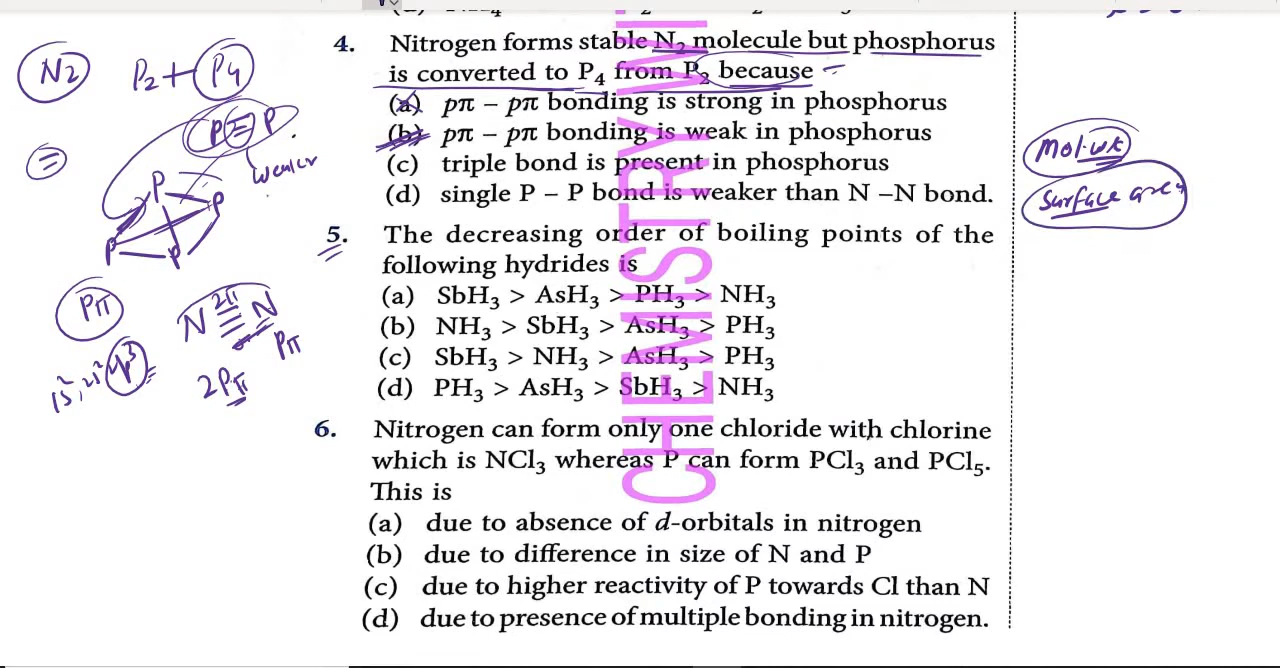 4. Nitrogen forms stable N₂ molecule but phosphorus
is converted to P₄ from P₂ because
(a) pπ – pπ bonding is strong in phosphorus
(b) pπ – pπ bonding is weak in phosphorus
(c) triple bond is present in phosphorus
(d) single P – P bond is weaker than N –N bond.
5. The decreasing order of boiling points of the
following hydrides is
(a) SbH₃ > AsH₃ > PH₃ > NH₃
(b) NH₃ > SbH₃ > AsH₃ > PH₃
(c) SbH₃ > NH₃ > AsH₃ > PH₃
(d) PH₃ > AsH₃ > SbH₃ > NH₃
6. Nitrogen can form only one chloride with chlorine
which is NCl₃ whereas P can form PCl₃ and PCl₅.
This is
(a) due to absence of d-orbitals in nitrogen
(b) due to difference in size of N and P
(c) due to higher reactivity of P towards Cl than N
(d) due to presence of multiple bonding in nitrogen.
N2 P2 + P4
P≡P
weaker
P P
P P
Pπ
N≡N
2π
Pπ
2Pπ
Mol·wt
Surface area
CHEMISTRY